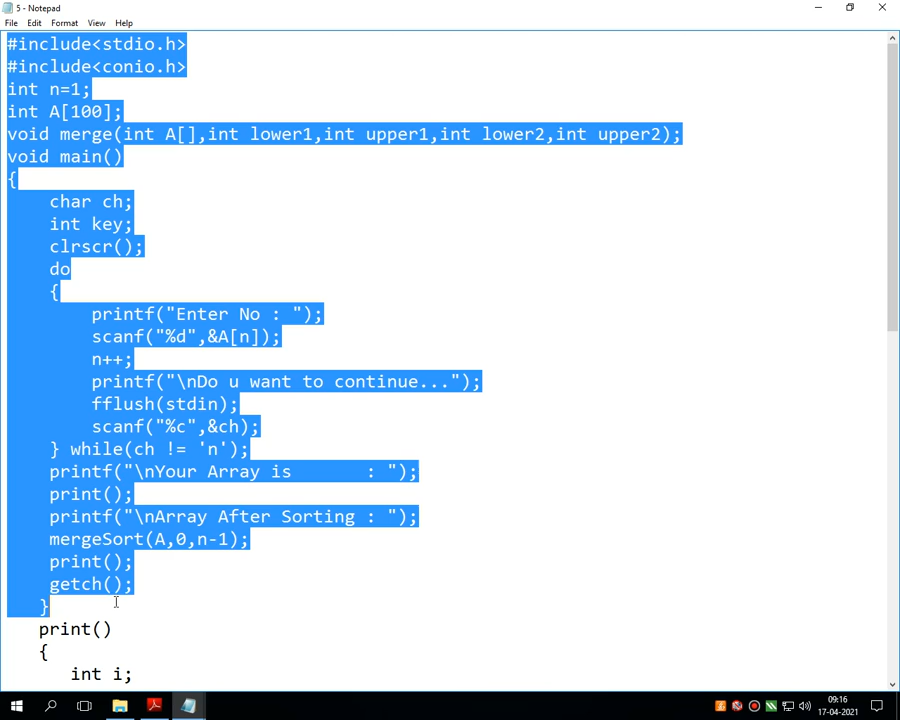 5 - Notepad
File Edit Format View Help
#include<stdio.h>
#include<conio.h>
int n=1;
int A[100];
void merge(int A[],int lower1,int upper1,int lower2,int upper2);
void main()
{
    char ch;
    int key;
    clrscr();
    do
    {
        printf("Enter No : ");
        scanf("%d",&A[n]);
        n++;
        printf("\nDo u want to continue...");
        fflush(stdin);
        scanf("%c",&ch);
    } while(ch != 'n');
    printf("\nYour Array is       : ");
    print();
    printf("\nArray After Sorting : ");
    mergeSort(A,0,n-1);
    print();
    getch();
   }
   print()
   {
      int i;
09:16
17-04-2021